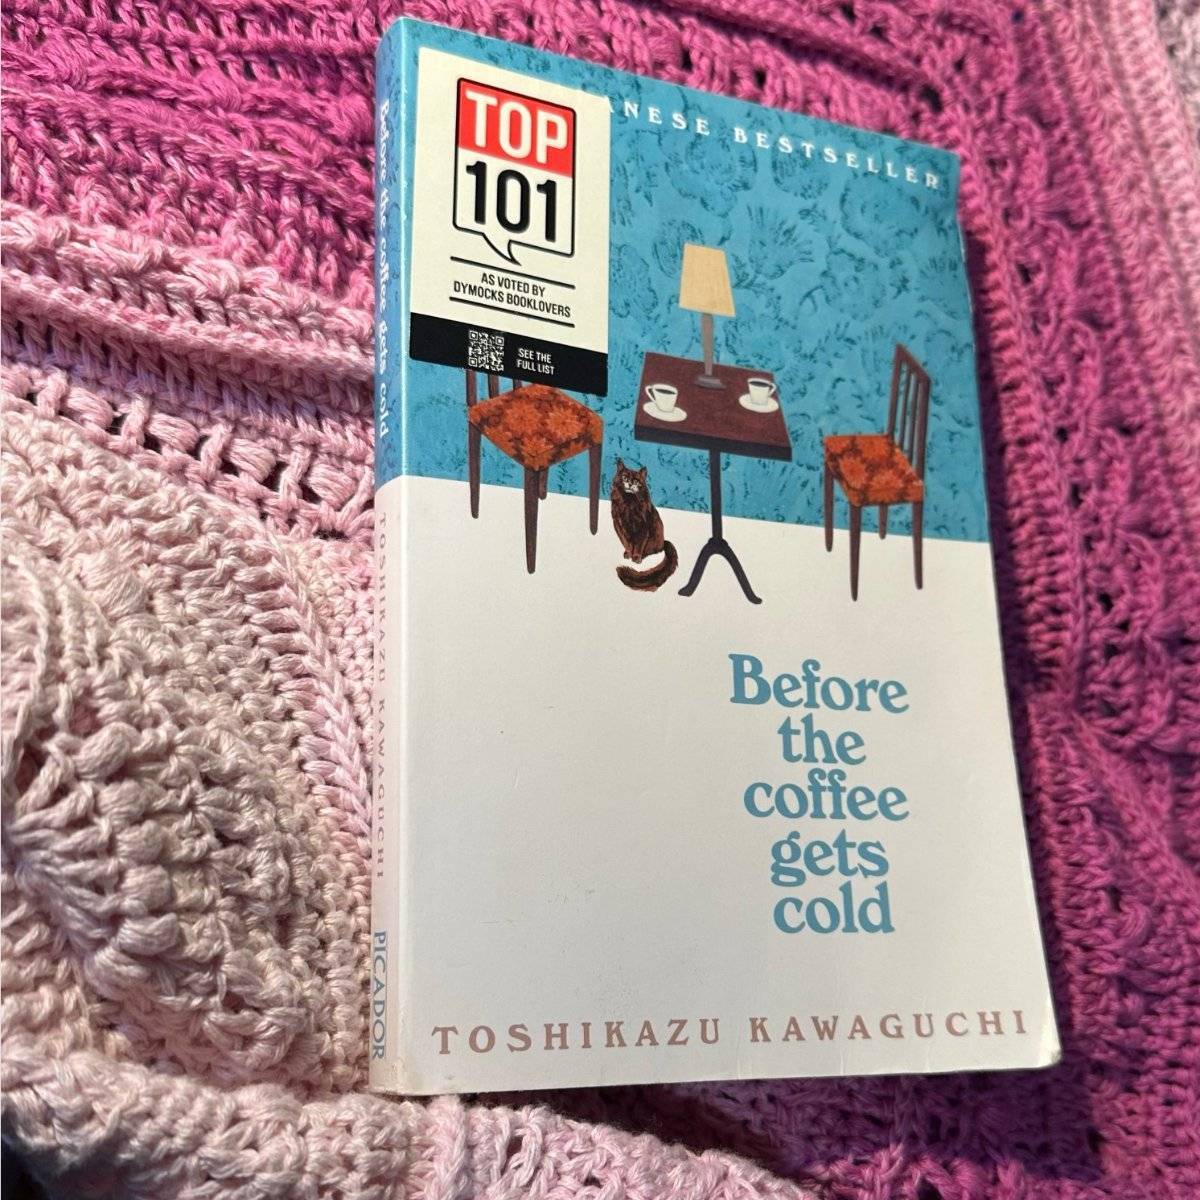 TOP
101
AS VOTED BY
DYMOCKS BOOKLOVERS
SEE THE
FULL LIST
ANESE BESTSELLER
Before
the
coffee
gets
cold
TOSHIKAZU KAWAGUCHI
Before the coffee gets cold
TOSHIKAZU KAWAGUCHI
PICADOR